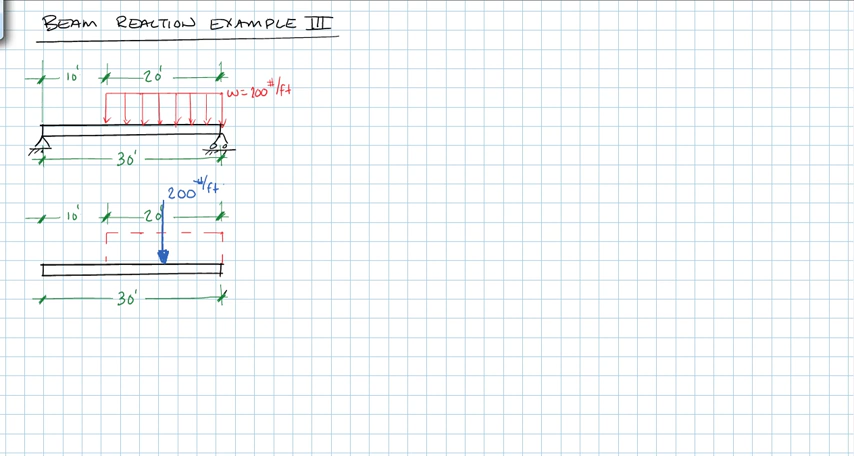 BEAM REACTION EXAMPLE III
10' 20'
w=200 #/ft
30'
200 #/ft
10' 20'
30'